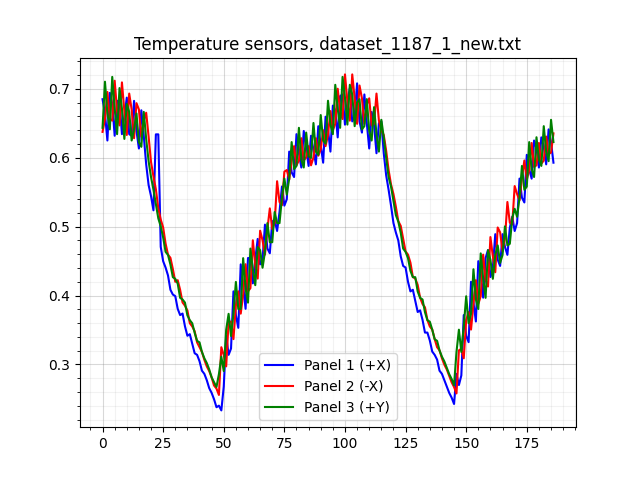 Temperature sensors, dataset_1187_1_new.txt
0.7
0.6
0.5
0.4
0.3
Panel 1 (+X)
Panel 2 (-X)
Panel 3 (+Y)
0 25 50 75 100 125 150 175